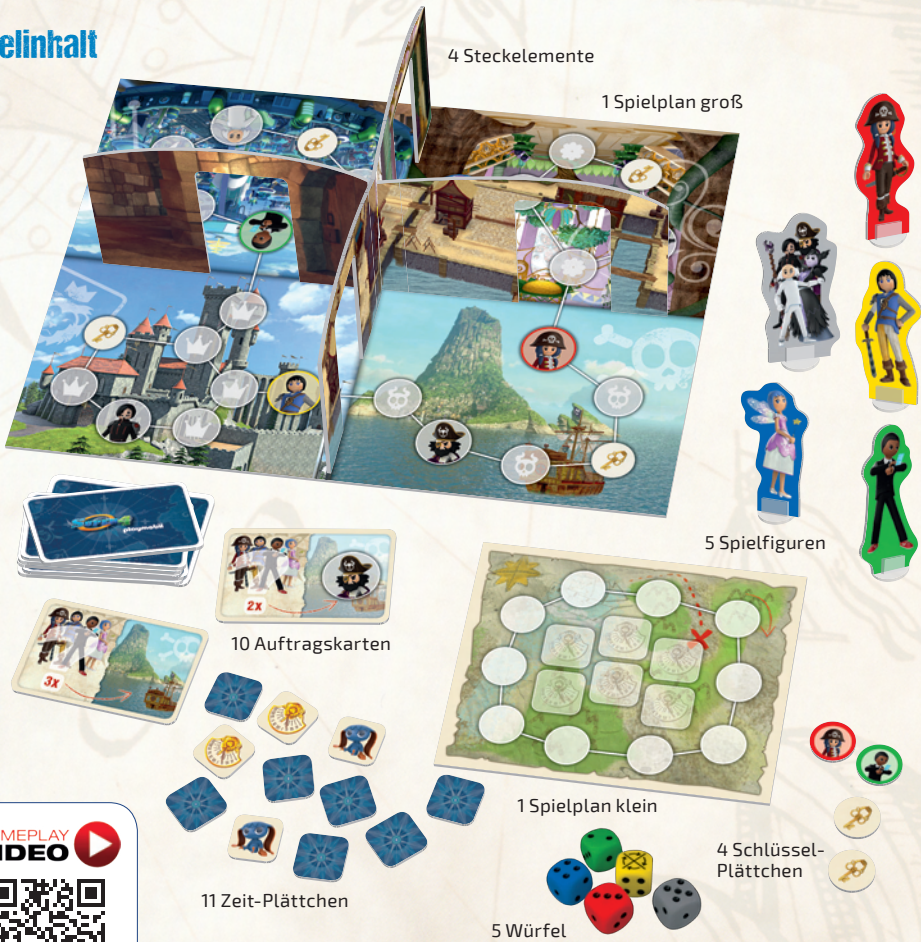 elinhalt
4 Steckelemente
1 Spielplan groß
5 Spielfiguren
playmobil
2x
10 Auftragskarten
3x
1 Spielplan klein
4 Schlüssel-
Plättchen
11 Zeit-Plättchen
5 Würfel
MEPLAY
IDEO